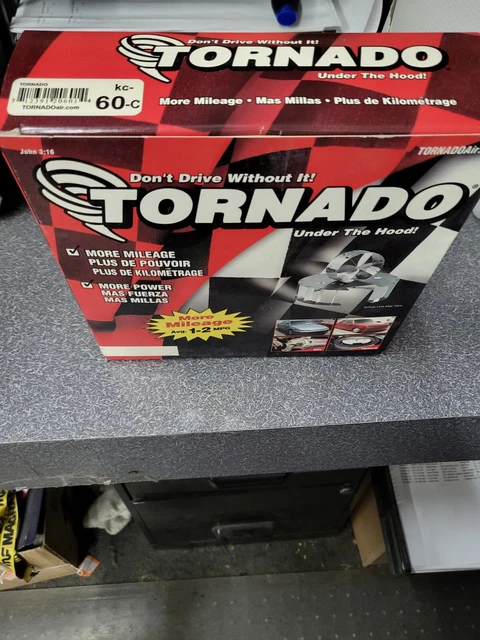 Don't Drive Without It!
TORNADO
Under The Hood!
TORNADO
kc-
60-C
TORNADOair.com
More Mileage • Mas Millas • Plus de Kilométrage
John 3:16
TORNADOAir.
Don't Drive Without It!
TORNADO®
Under The Hood!
MORE MILEAGE
PLUS DE POUVOIR
PLUS DE KILOMÉTRAGE
MORE POWER
MAS FUERZA
MAS MILLAS
More
Mileage
Avg. 1-2 MPG